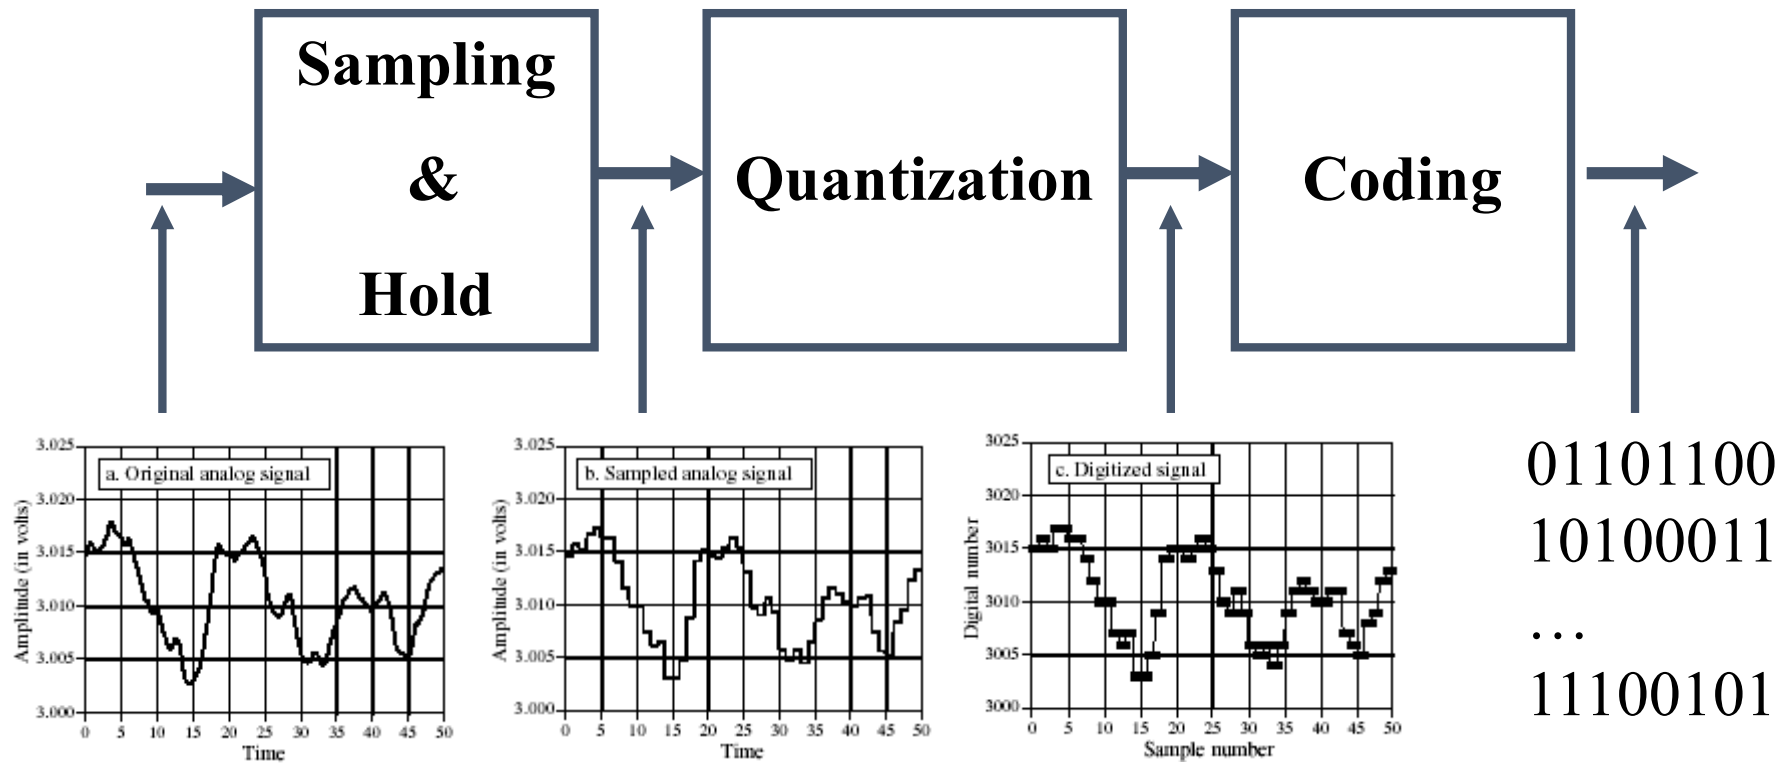 Sampling
&
Hold
Quantization
Coding
3.025
3.020
3.015
3.010
3.005
3.000
Amplitude (in volts)
a. Original analog signal
0 5 10 15 20 25 30 35 40 45 50
Time
3.025
3.020
3.015
3.010
3.005
3.000
Amplitude (in volts)
b. Sampled analog signal
0 5 10 15 20 25 30 35 40 45 50
Time
3025
3020
3015
3010
3005
3000
Digital number
c. Digitized signal
0 5 10 15 20 25 30 35 40 45 50
Sample number
01101100
10100011
…
11100101